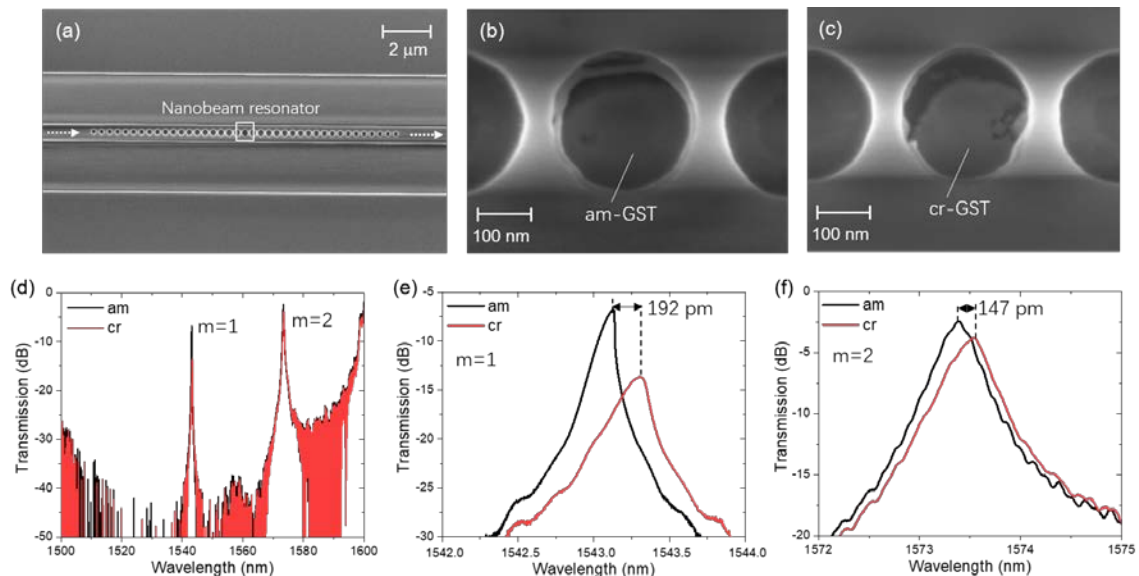 (a)
2 μm
Nanobeam resonator
(b)
am-GST
100 nm
(c)
cr-GST
100 nm
(d)
Transmission (dB)
0
-10
-20
-30
-40
-50
am
cr
m=1
m=2
1500 1520 1540 1560 1580 1600
Wavelength (nm)
(e)
Transmission (dB)
-5
-10
-15
-20
-25
-30
am
cr
192 pm
m=1
1542.0 1542.5 1543.0 1543.5 1544.0
Wavelength (nm)
(f)
Transmission (dB)
0
-5
-10
-15
-20
am
cr
147 pm
m=2
1572 1573 1574 1575
Wavelength (nm)